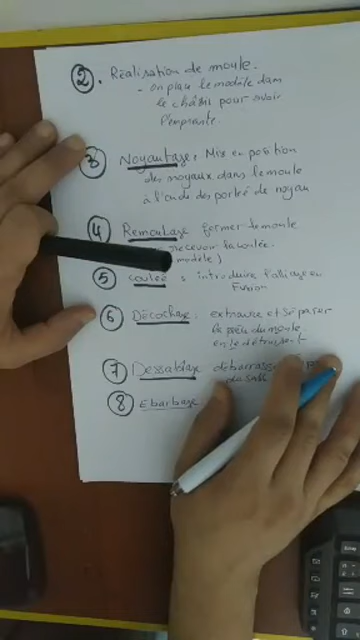 2. Réalisation de moule.
- on place le modèle dans
le châssis pour avoir
l'empreinte.
3 Noyautage : Mise en position
des noyaux dans le moule
à l'aide des portée de noyau
4 Remoulage fermer le moule
recevoir la coulée.
modèle)
5 coulée : introduire l'alliage en
Fusion
6 Décochage : extraire et séparer
la pièce du moule
en le détruisant
7 Dessablage débarrasser
du sable
8 Ebarbage